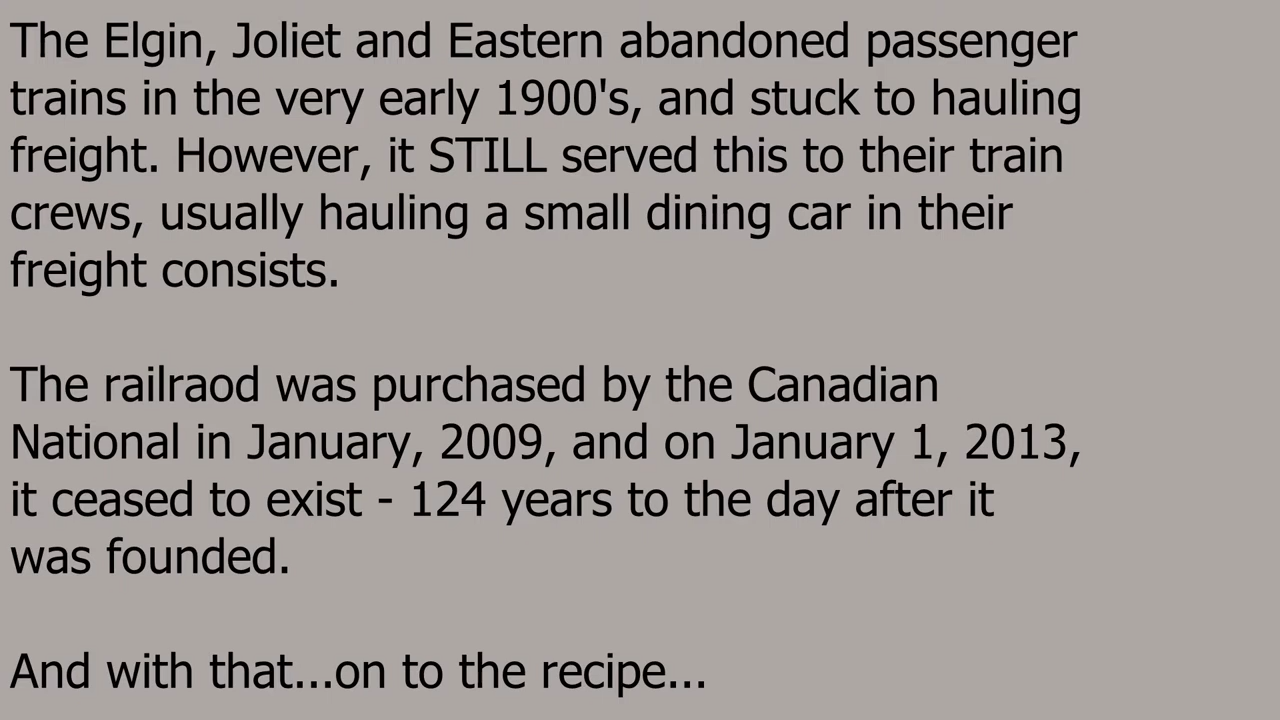 The Elgin, Joliet and Eastern abandoned passenger
trains in the very early 1900's, and stuck to hauling
freight. However, it STILL served this to their train
crews, usually hauling a small dining car in their
freight consists.
The railraod was purchased by the Canadian
National in January, 2009, and on January 1, 2013,
it ceased to exist - 124 years to the day after it
was founded.
And with that...on to the recipe...